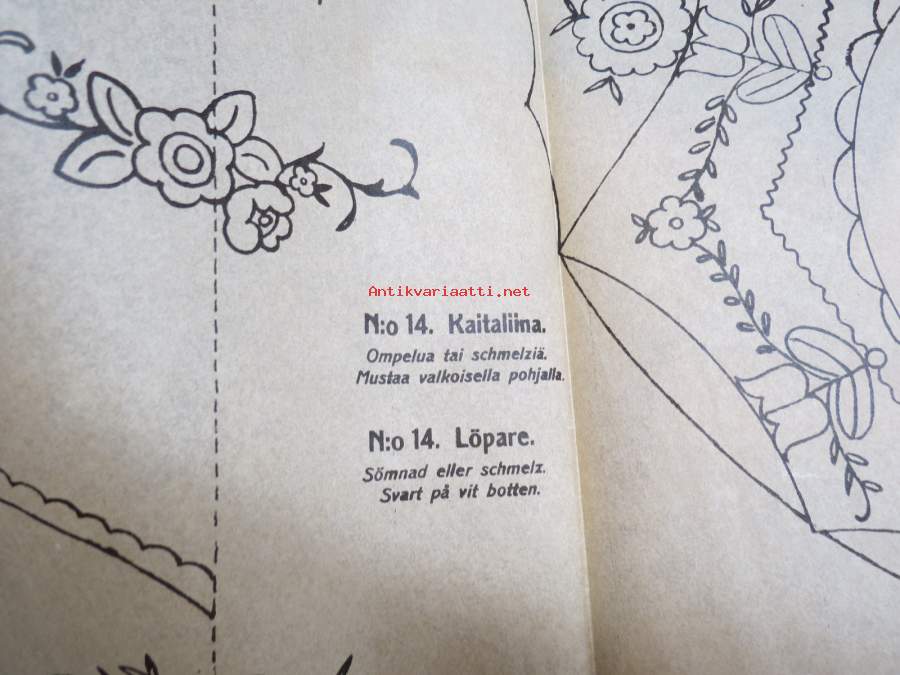 Antikvariaatti.net
N:o 14. Kaitaliina.
Ompelua tai schmelziä.
Mustaa valkoisella pohjalla.
N:o 14. Löpare.
Sömnad eller schmelz.
Svart på vit botten.